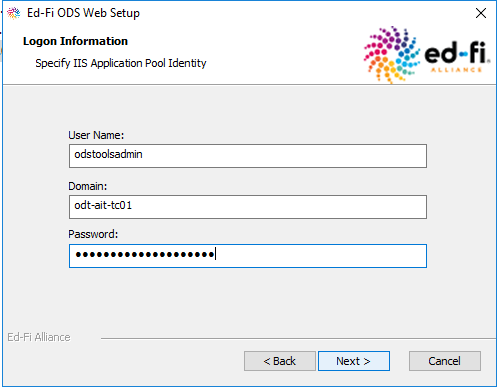 Ed-Fi ODS Web Setup
Logon Information
Specify IIS Application Pool Identity
ed-fi
ALLIANCE
User Name:
odstoolsadmin
Domain:
odt-ait-tc01
Password:
••••••••••••••••••••
Ed-Fi Alliance
< Back
Next >
Cancel